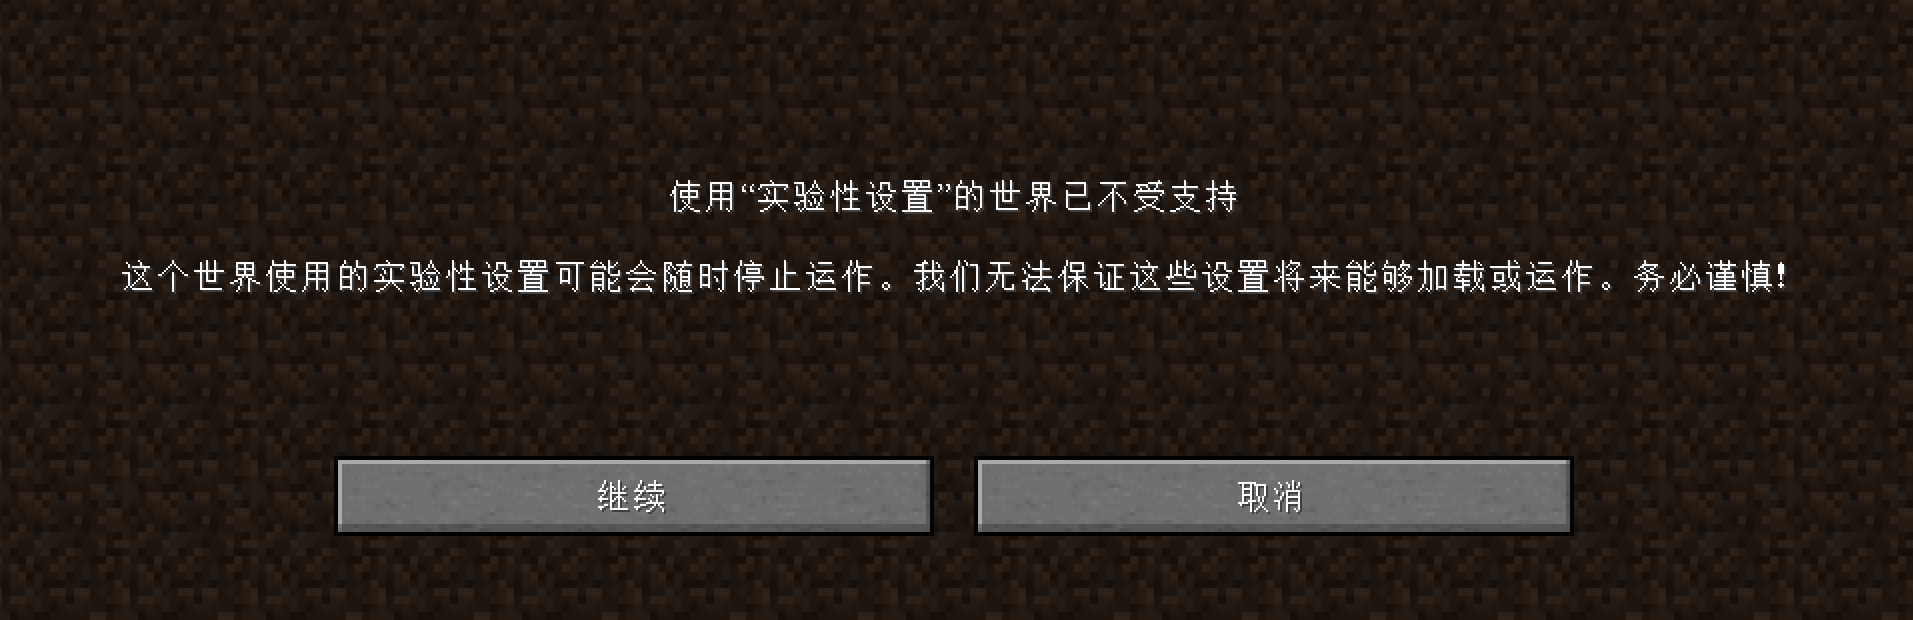 使用“实验性设置”的世界已不受支持
这个世界使用的实验性设置可能会随时停止运作。我们无法保证这些设置将来能够加载或运作。务必谨慎!
继续
取消